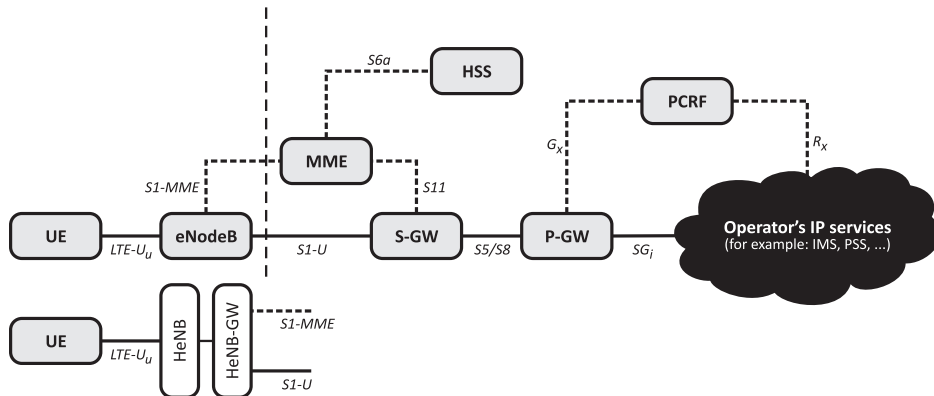 S6a
HSS
PCRF
MME
Gx
Rx
S1-MME
S11
UE
LTE-Uu
eNodeB
S1-U
S-GW
S5/S8
P-GW
SGi
Operator's IP services
(for example: IMS, PSS, ...)
UE
LTE-Uu
HeNB
HeNB-GW
S1-MME
S1-U